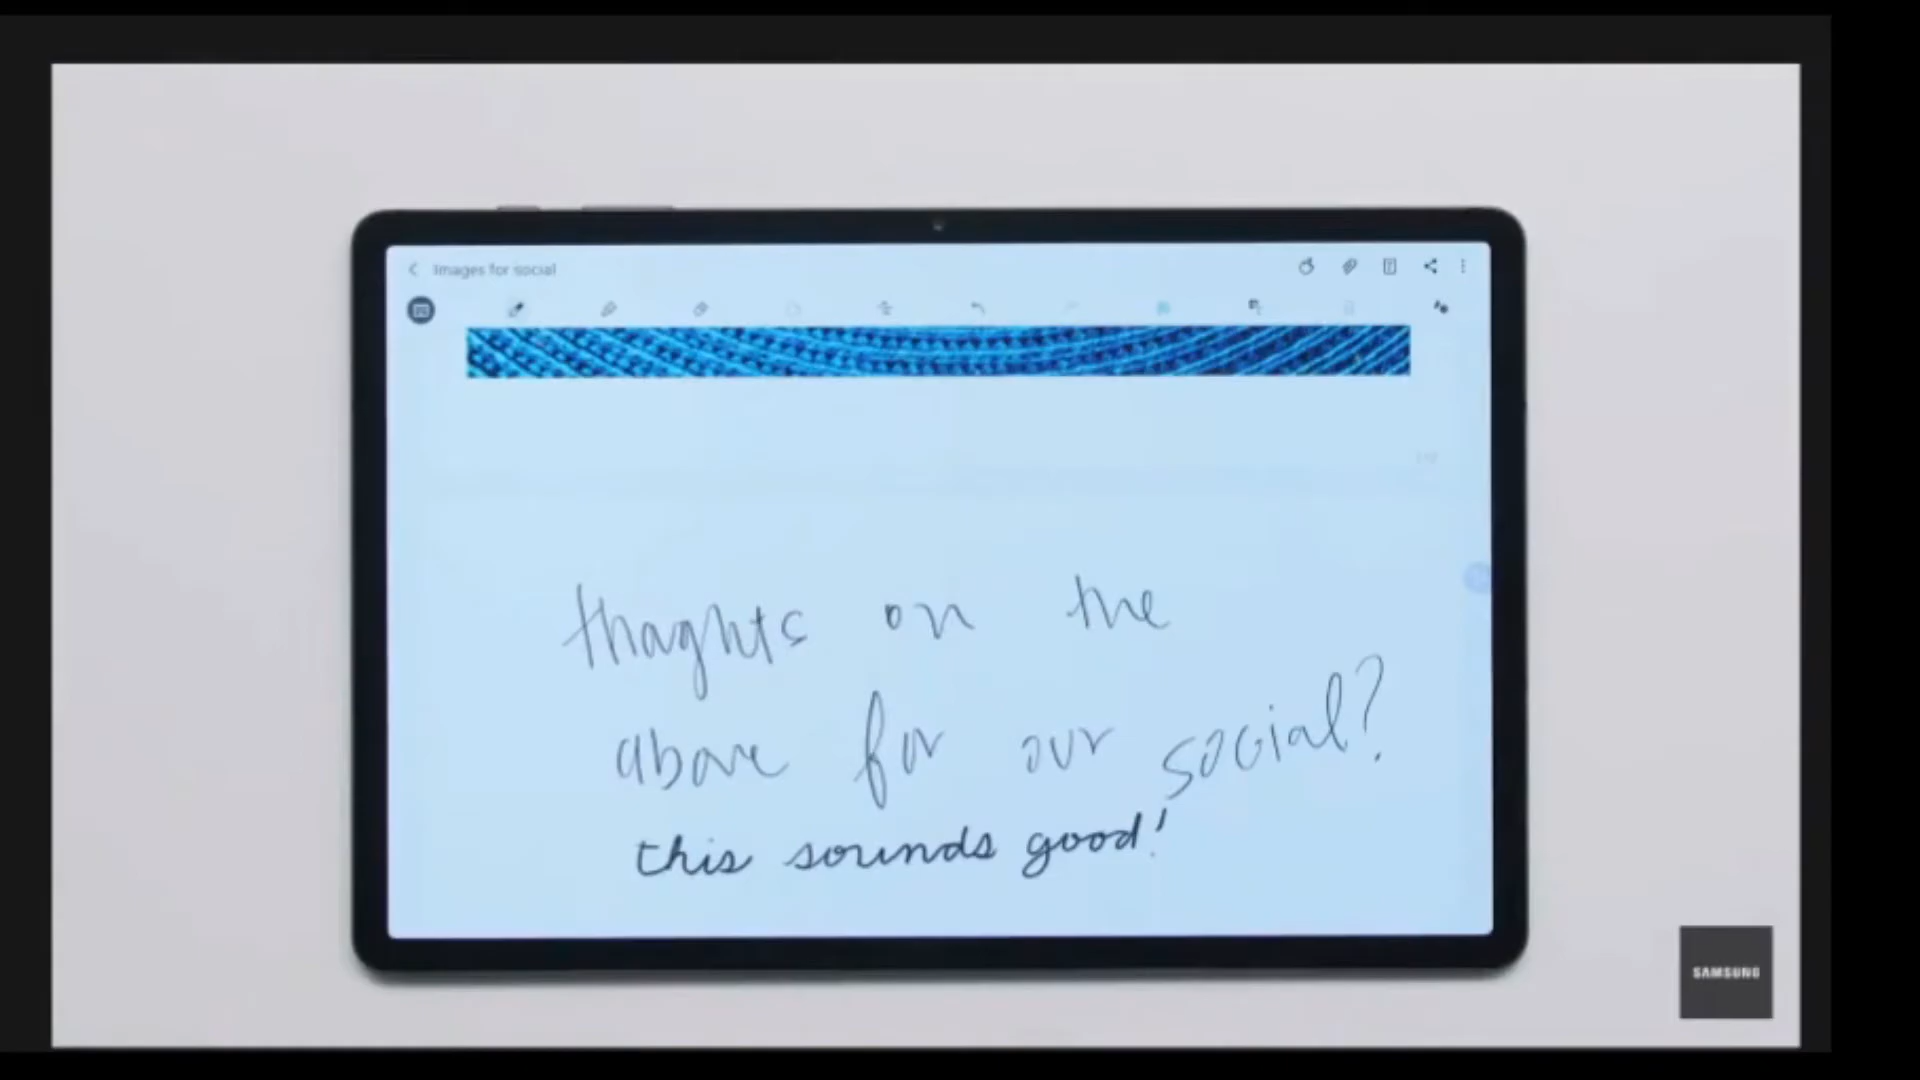 Images for social
thoughts on the
above for our social?
this sounds good!
SAMSUNG